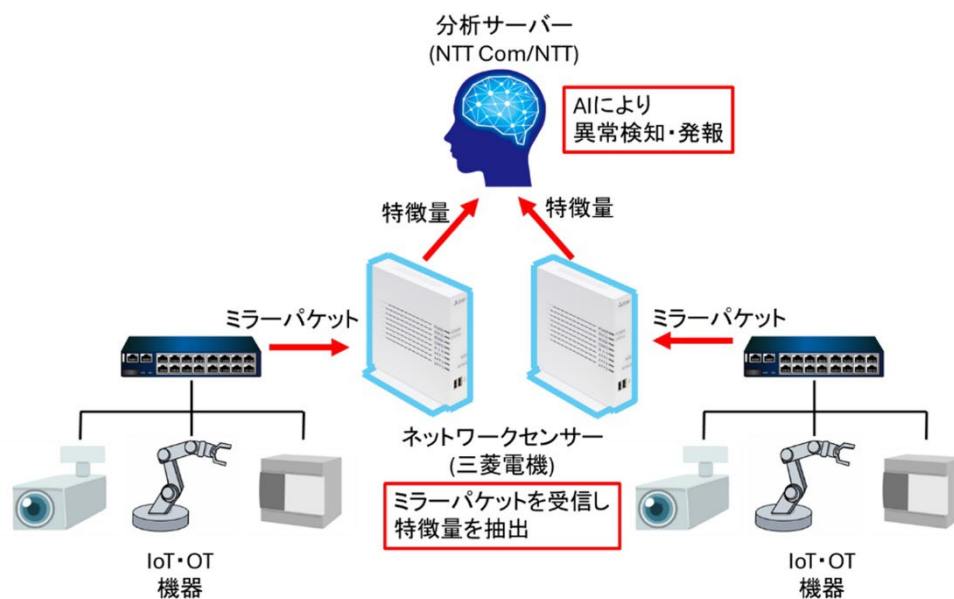 分析サーバー
(NTT Com/NTT)
AIにより
異常検知・発報
特徴量
特徴量
ミラーパケット
ミラーパケット
ネットワークセンサー
(三菱電機)
ミラーパケットを受信し
特徴量を抽出
IoT・OT
機器
IoT・OT
機器